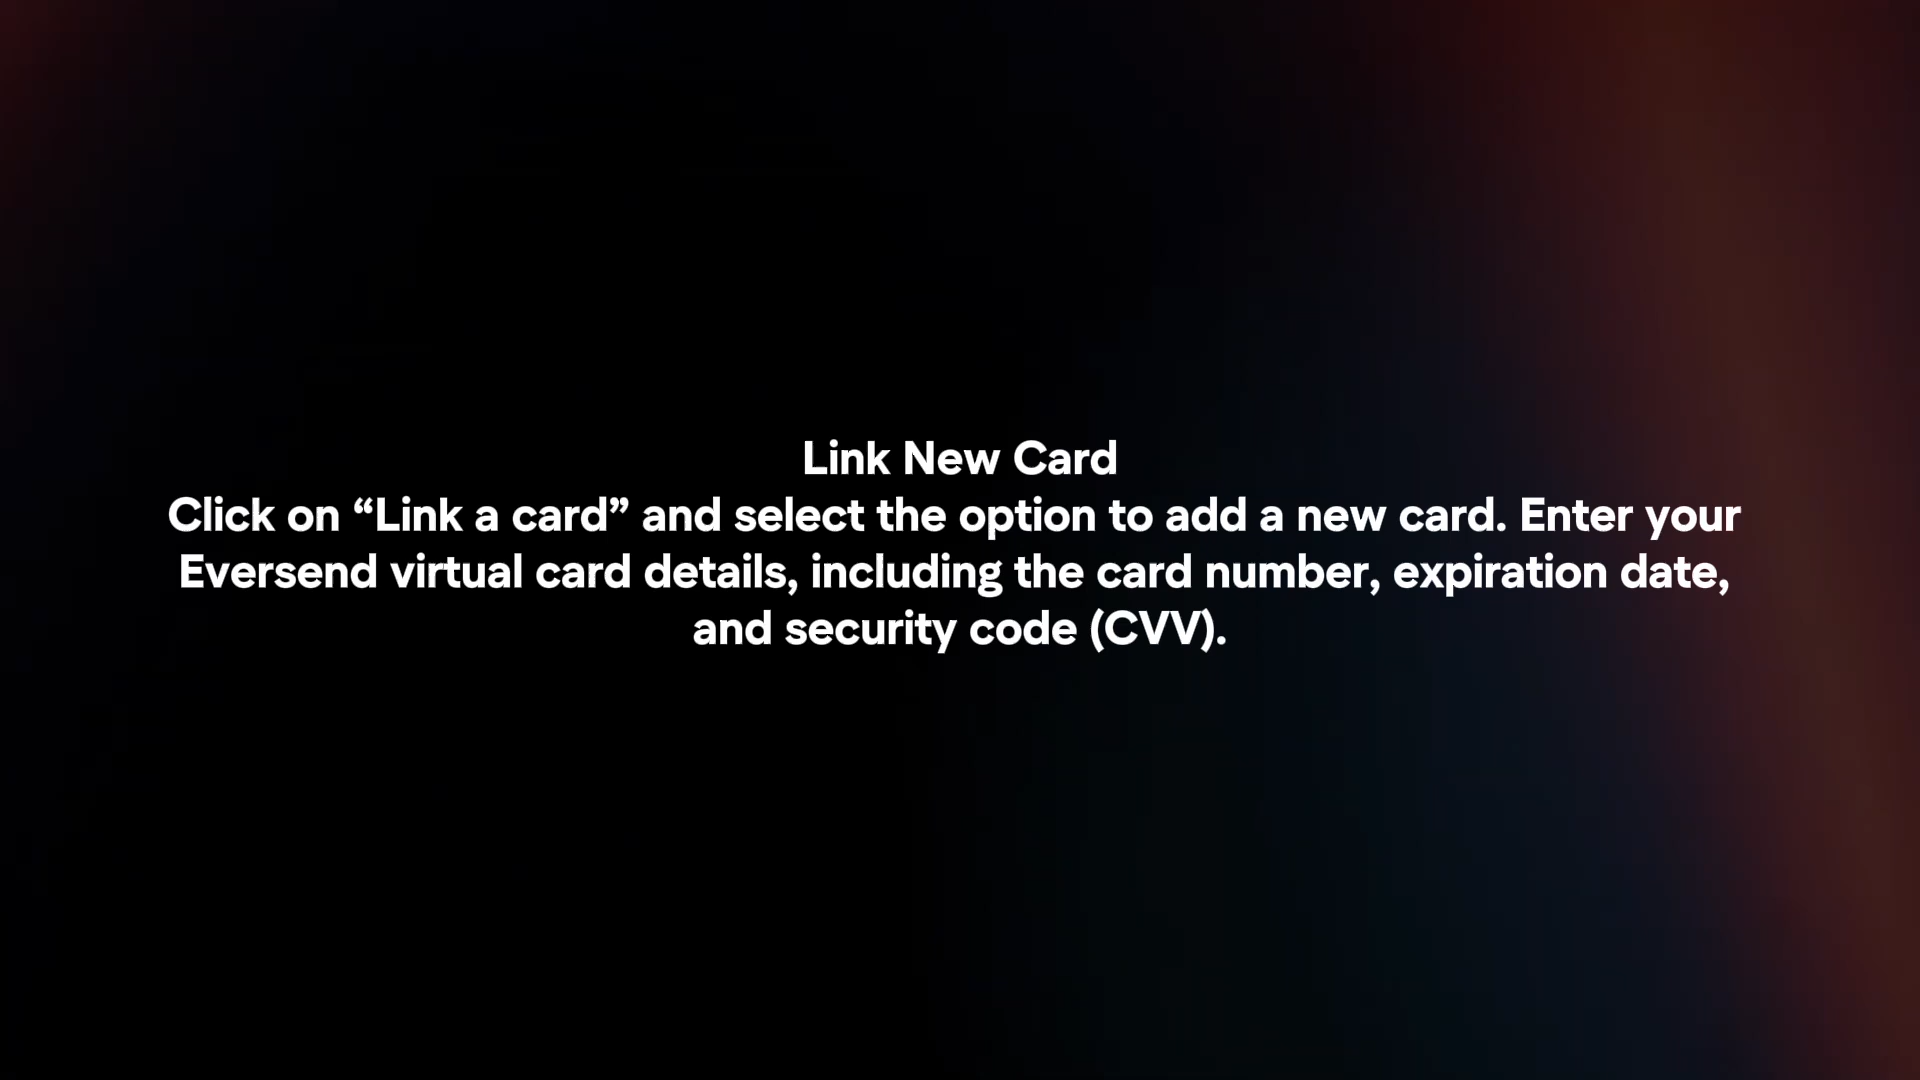 Link New Card
Click on “Link a card” and select the option to add a new card. Enter your
Eversend virtual card details, including the card number, expiration date,
and security code (CVV).